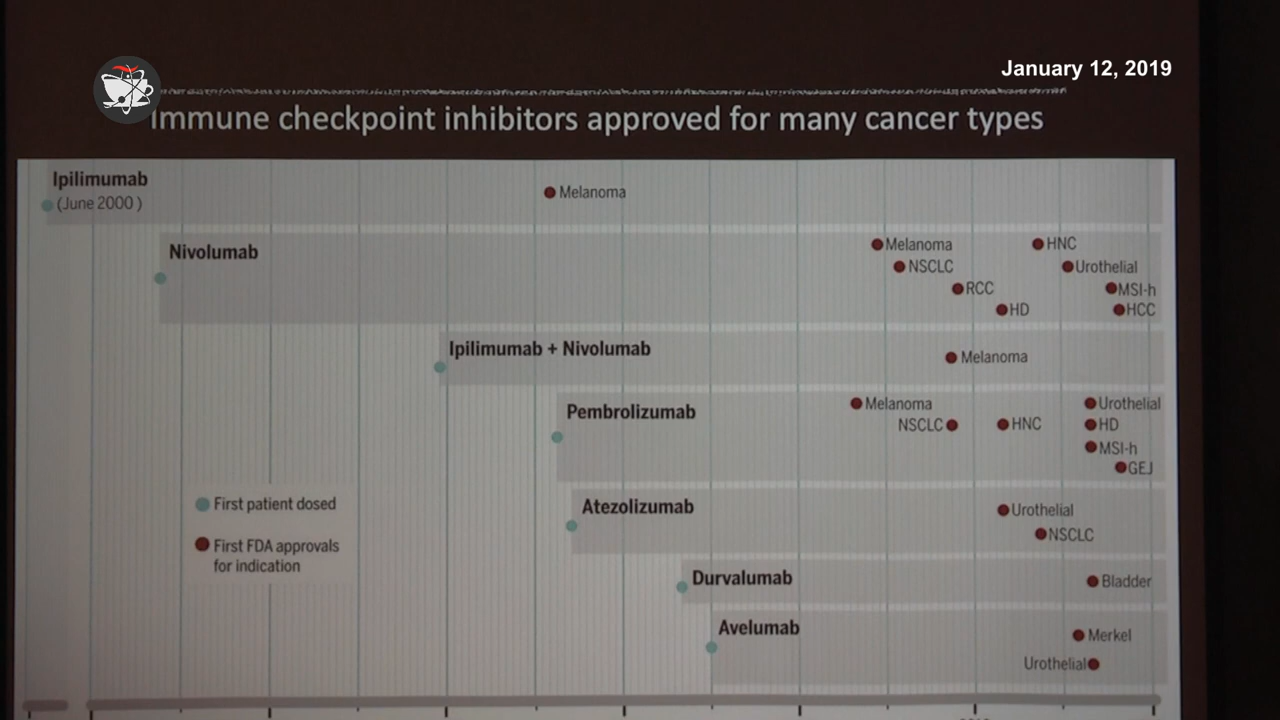 January 12, 2019
Immune checkpoint inhibitors approved for many cancer types
Ipilimumab
(June 2000 )
Melanoma
Nivolumab
Melanoma
HNC
NSCLC
Urothelial
RCC
MSI-h
HD
HCC
Ipilimumab + Nivolumab
Melanoma
Pembrolizumab
Melanoma
Urothelial
NSCLC
HNC
HD
MSI-h
GEJ
Atezolizumab
Urothelial
NSCLC
First patient dosed
First FDA approvals
for indication
Durvalumab
Bladder
Avelumab
Merkel
Urothelial